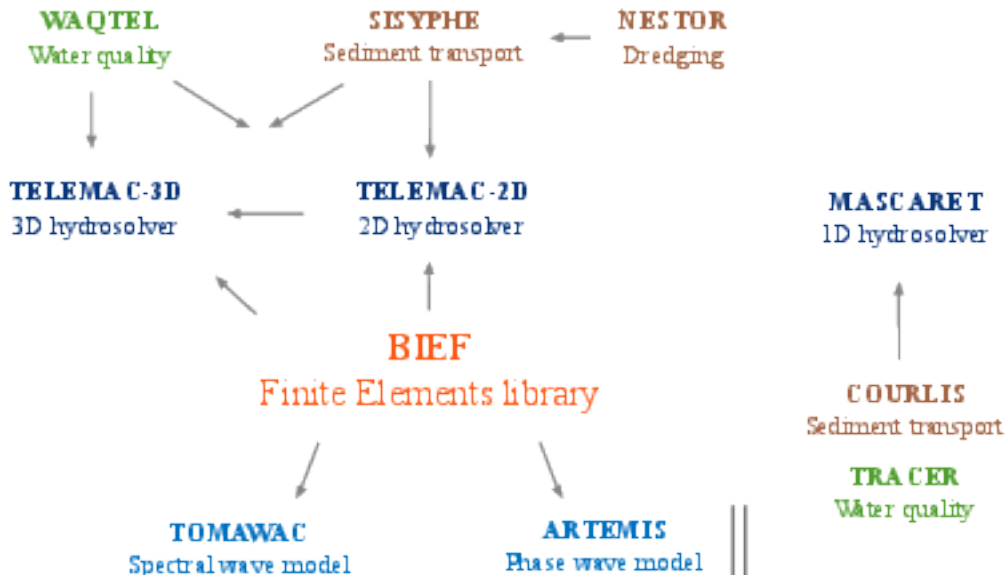 WAQTEL
Water quality
SISYPHE
Sediment transport
NESTOR
Dredging
TELEMAC-3D
3D hydrosolver
TELEMAC-2D
2D hydrosolver
MASCARET
1D hydrosolver
BIEF
Finite Elements library
COURLIS
Sediment transport
TRACER
Water quality
TOMAWAC
Spectral wave model
ARTEMIS
Phase wave model